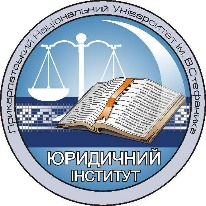 Прикарпатський Національний Університет ім. В.Стефаника
ЮРИДИЧНИЙ
ІНСТИТУТ